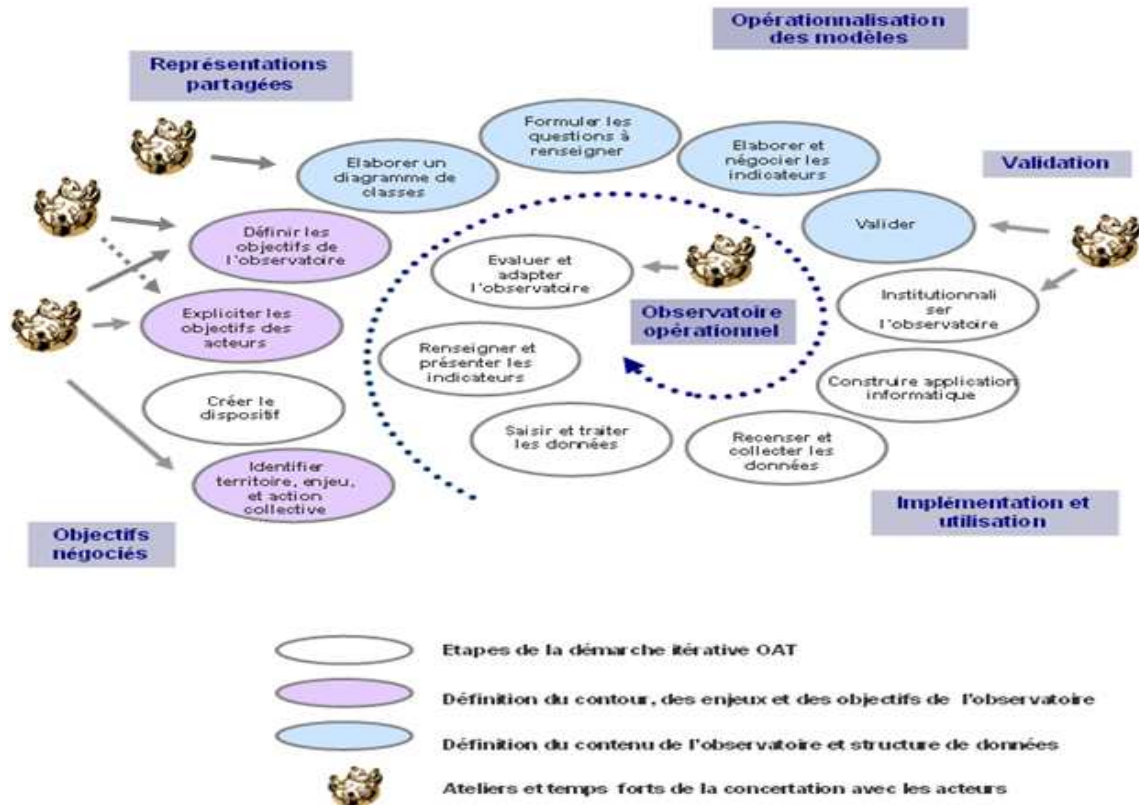 Opérationnalisation
des modèles
Représentations
partagées
Formuler les
questions à
renseigner
Elaborer et
négocier les
indicateurs
Validation
Elaborer un
diagramme de
classes
Valider
Définir les
objectifs de
l'observatoire
Evaluer et
adapter
l'observatoire
Institutionnali
ser l'observatoire
Observatoire
opérationnel
Expliciter les
objectifs des
acteurs
Renseigner et
présenter les
indicateurs
Construire application
informatique
Créer le
dispositif
Saisir et traiter
les données
Recenser et
collecter les
données
Identifier
territoire, enjeu,
et action
collective
Implémentation et
utilisation
Objectifs
négociés
Etapes de la démarche itérative OAT
Définition du contour, des enjeux et des objectifs de l'observatoire
Définition du contenu de l'observatoire et structure de données
Ateliers et temps forts de la concertation avec les acteurs